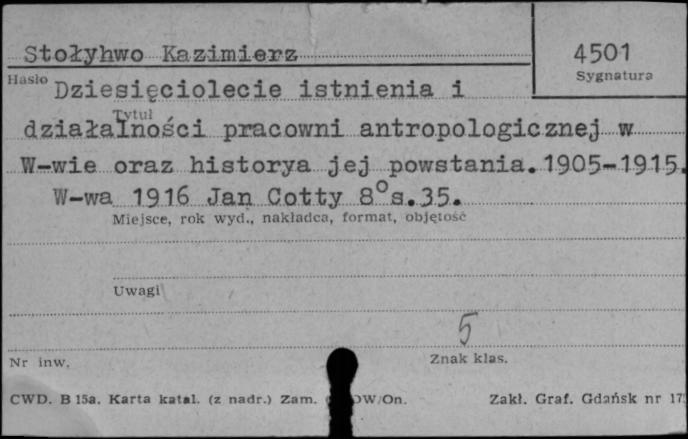 Stołyhwo Kazimierz
4501
Hasło
Sygnatura
Dziesięciolecie istnienia i
Tytuł
działalności pracowni antropologicznej w
W-wie oraz historya jej powstania.1905-1915.
W-wa 1916 Jan Cotty 8°s.35.
Miejsce, rok wyd., nakładca, format, objętość
Uwagi
5
Nr inw.
Znak klas.
CWD. B 15a. Karta katal. (z nadr.) Zam. OW/On. Zakł. Graf. Gdańsk nr